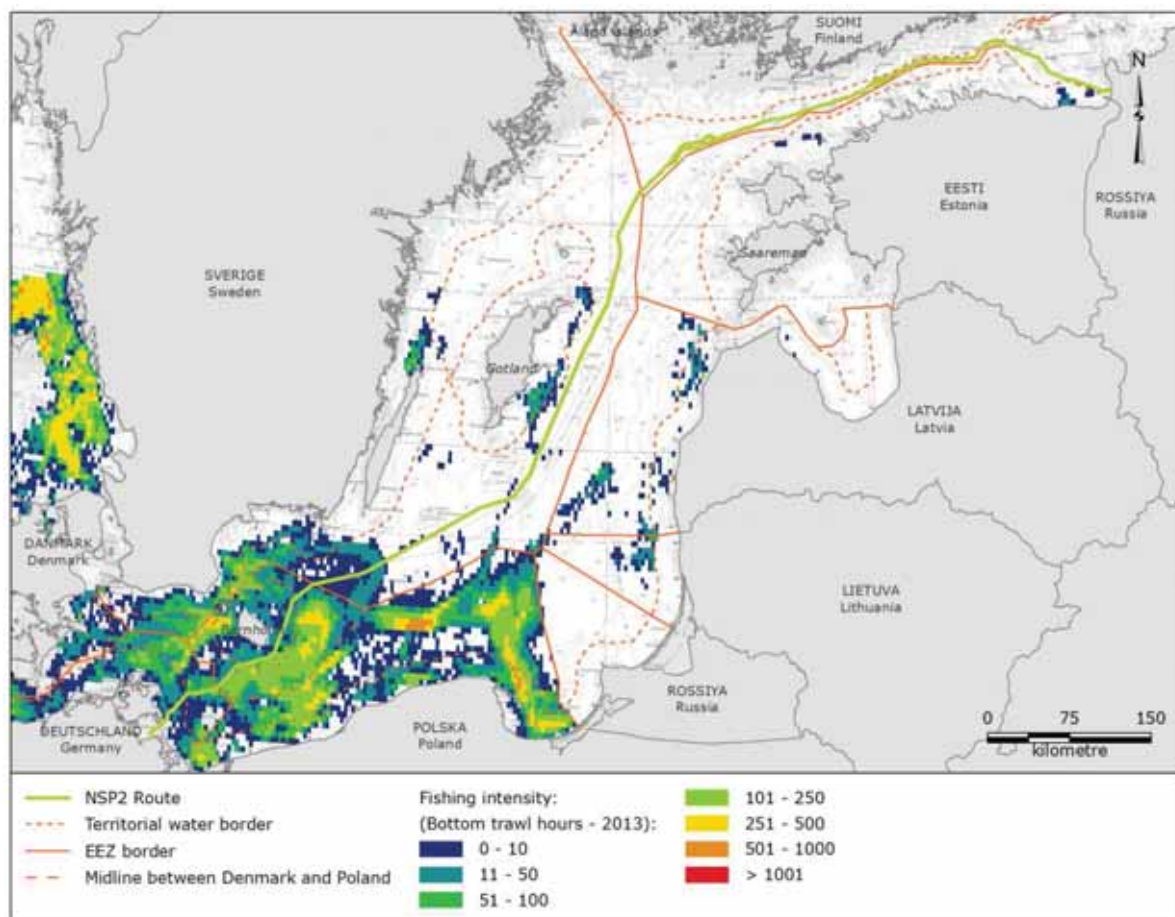 SUOMI
Finland
Åland Islands
N
S
EESTI
Estonia
ROSSIYA
Russia
Saaremaa
SVERIGE
Sweden
Gotland
LATVIJA
Latvia
DANMARK
Denmark
LIETUVA
Lithuania
Bornholm
ROSSIYA
Russia
DEUTSCHLAND
Germany
POLSKA
Poland
0 75 150
kilometre
NSP2 Route
Territorial water border
EEZ border
Midline between Denmark and Poland
Fishing intensity:
(Bottom trawl hours - 2013):
0 - 10
11 - 50
51 - 100
101 - 250
251 - 500
501 - 1000
> 1001